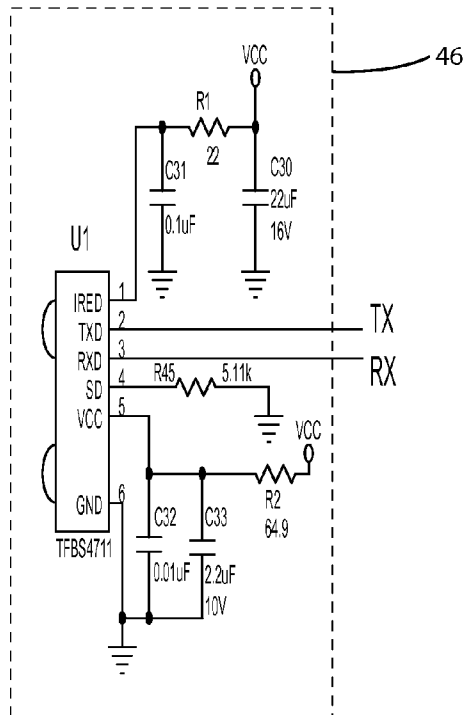 46
VCC
R1
22
C31
0.1uF
C30
22uF
16V
U1
IRED 1
TXD 2
TX
RXD 3
RX
SD 4
R45 5.11k
VCC 5
VCC
R2
64.9
GND 6
C32
0.01uF
C33
2.2uF
10V
TFBS4711